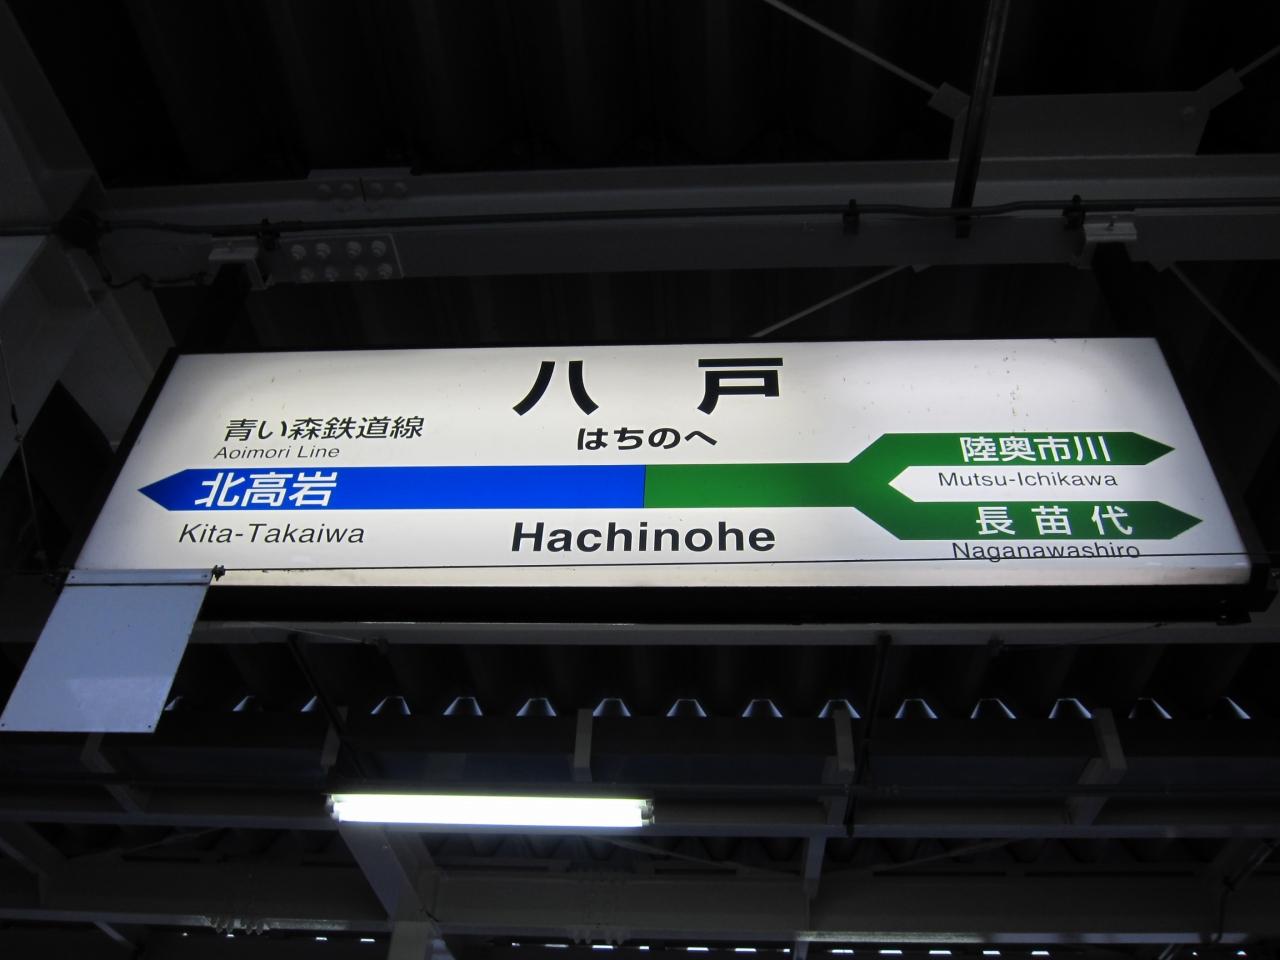 八戸
はちのへ
青い森鉄道線
Aoimori Line
北高岩
Kita-Takaiwa
Hachinohe
陸奥市川
Mutsu-Ichikawa
長苗代
Naganawashiro